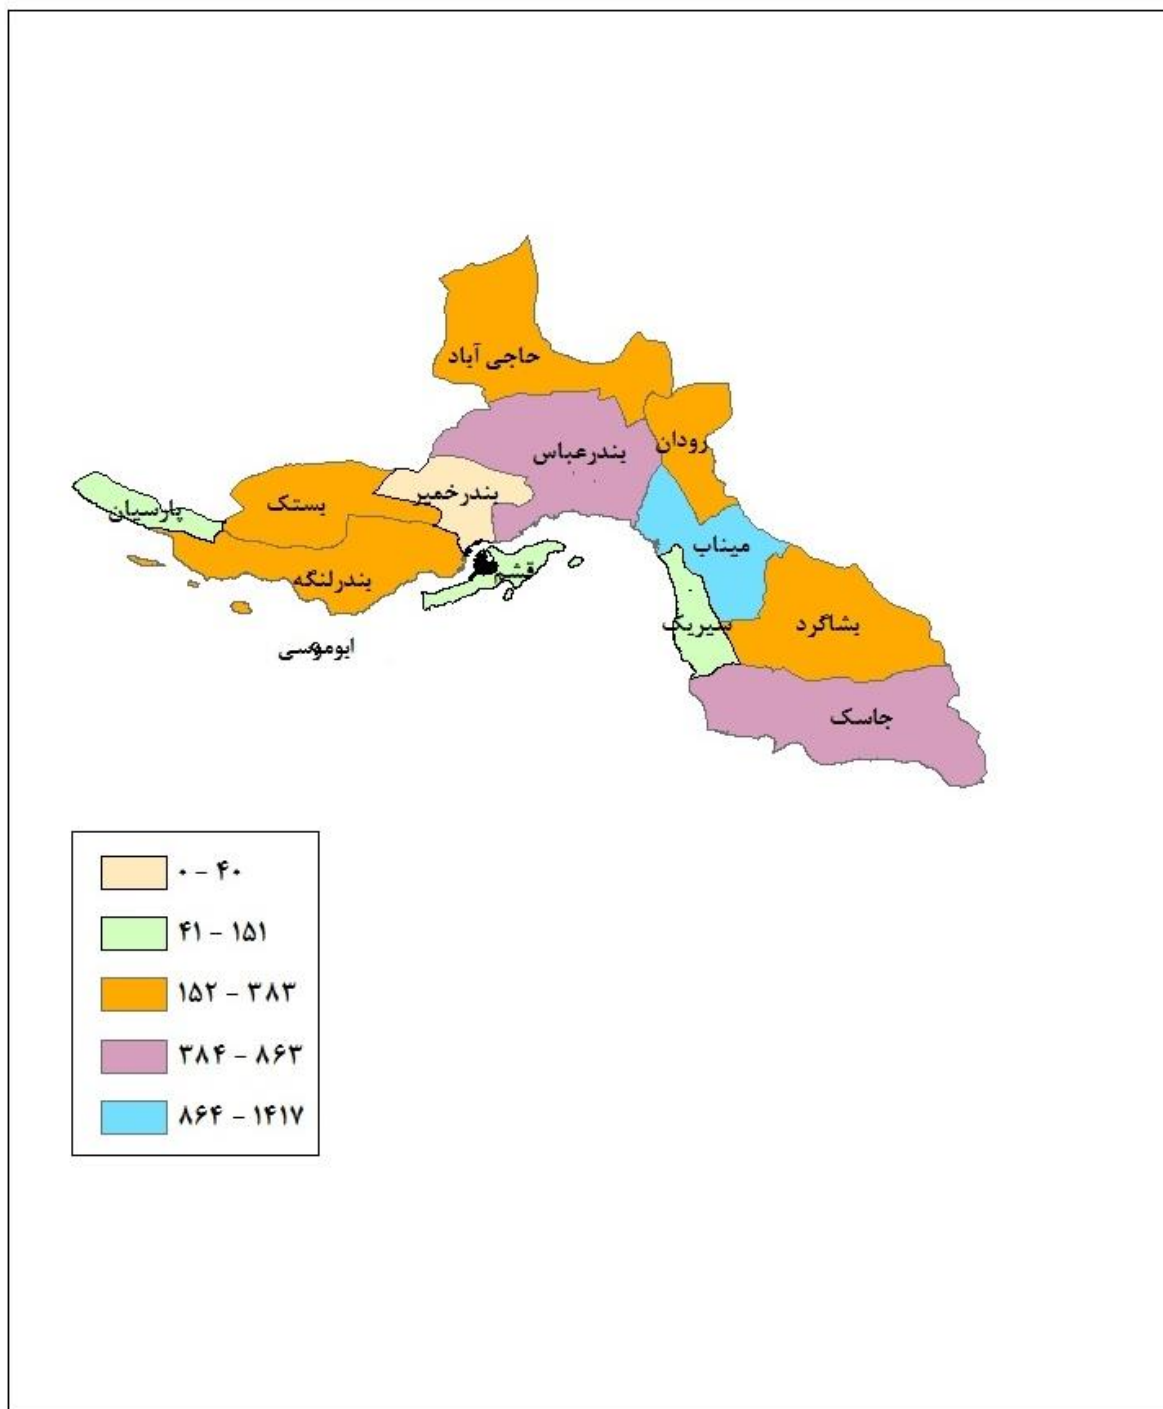 حاجی آباد
رودان
بندرعباس
بندرخمیر
بستک
پارسیان
میناب
قشم
بندرلنگه
سیریک
بشاگرد
ابوموسی
جاسک
۰ - ۴۰
۴۱ - ۱۵۱
۱۵۲ - ۳۸۳
۳۸۴ - ۸۶۳
۸۶۴ - ۱۴۱۷